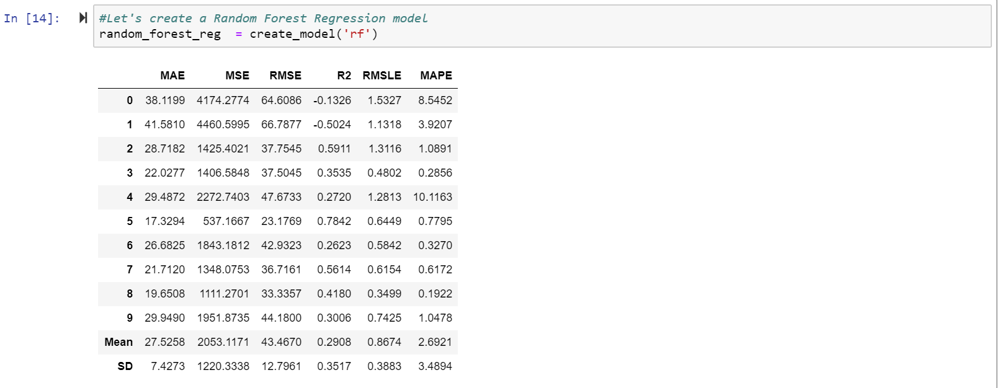 In [14]:
#Let's create a Random Forest Regression model
random_forest_reg  = create_model('rf')
MAE MSE RMSE R2 RMSLE MAPE
0 38.1199 4174.2774 64.6086 -0.1326 1.5327 8.5452
1 41.5810 4460.5995 66.7877 -0.5024 1.1318 3.9207
2 28.7182 1425.4021 37.7545 0.5911 1.3116 1.0891
3 22.0277 1406.5848 37.5045 0.3535 0.4802 0.2856
4 29.4872 2272.7403 47.6733 0.2720 1.2813 10.1163
5 17.3294 537.1667 23.1769 0.7842 0.6449 0.7795
6 26.6825 1843.1812 42.9323 0.2623 0.5842 0.3270
7 21.7120 1348.0753 36.7161 0.5614 0.6154 0.6172
8 19.6508 1111.2701 33.3357 0.4180 0.3499 0.1922
9 29.9490 1951.8735 44.1800 0.3006 0.7425 1.0478
Mean 27.5258 2053.1171 43.4670 0.2908 0.8674 2.6921
SD 7.4273 1220.3338 12.7961 0.3517 0.3883 3.4894